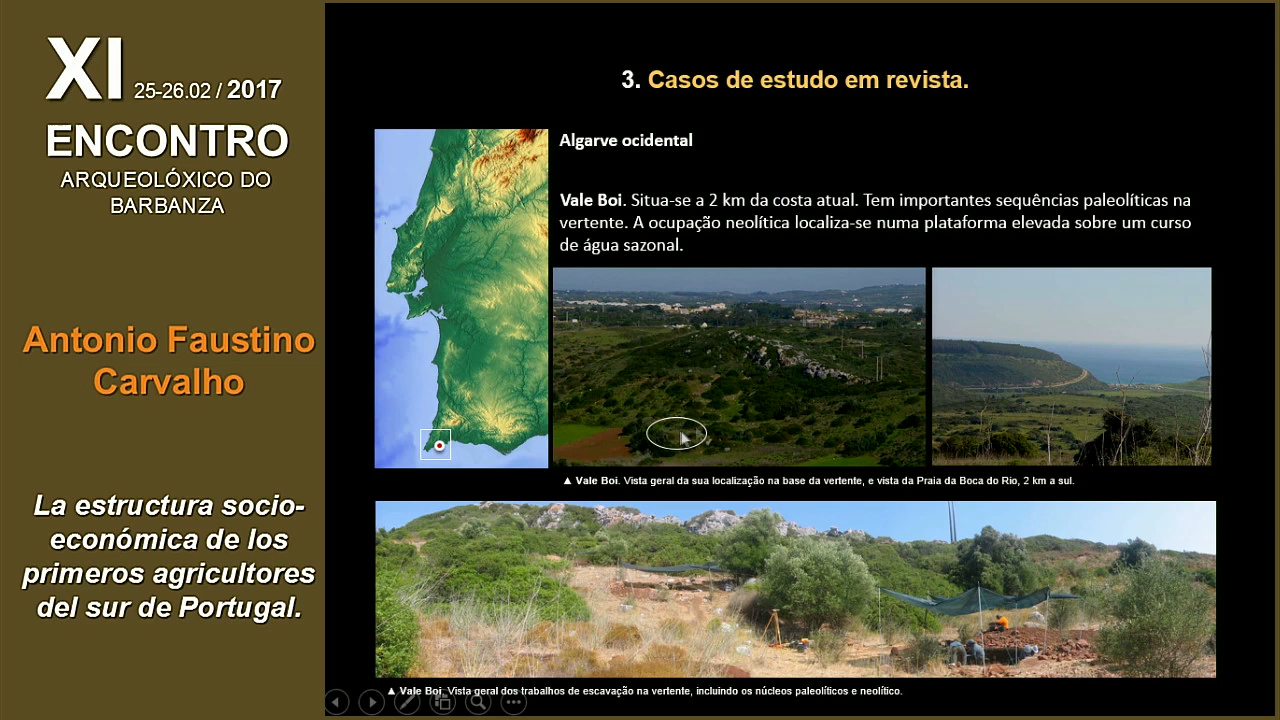 XI 25-26.02 / 2017
ENCONTRO
ARQUEOLÓXICO DO
BARBANZA
Antonio Faustino
Carvalho
La estructura socio-
económica de los
primeros agricultores
del sur de Portugal.
3. Casos de estudo em revista.
Algarve ocidental
Vale Boi. Situa-se a 2 km da costa atual. Tem importantes sequências paleolíticas na
vertente. A ocupação neolítica localiza-se numa plataforma elevada sobre um curso
de água sazonal.
▲ Vale Boi. Vista geral da sua localização na base da vertente, e vista da Praia da Boca do Rio, 2 km a sul.
▲ Vale Boi. Vista geral dos trabalhos de escavação na vertente, incluindo os núcleos paleolíticos e neolítico.